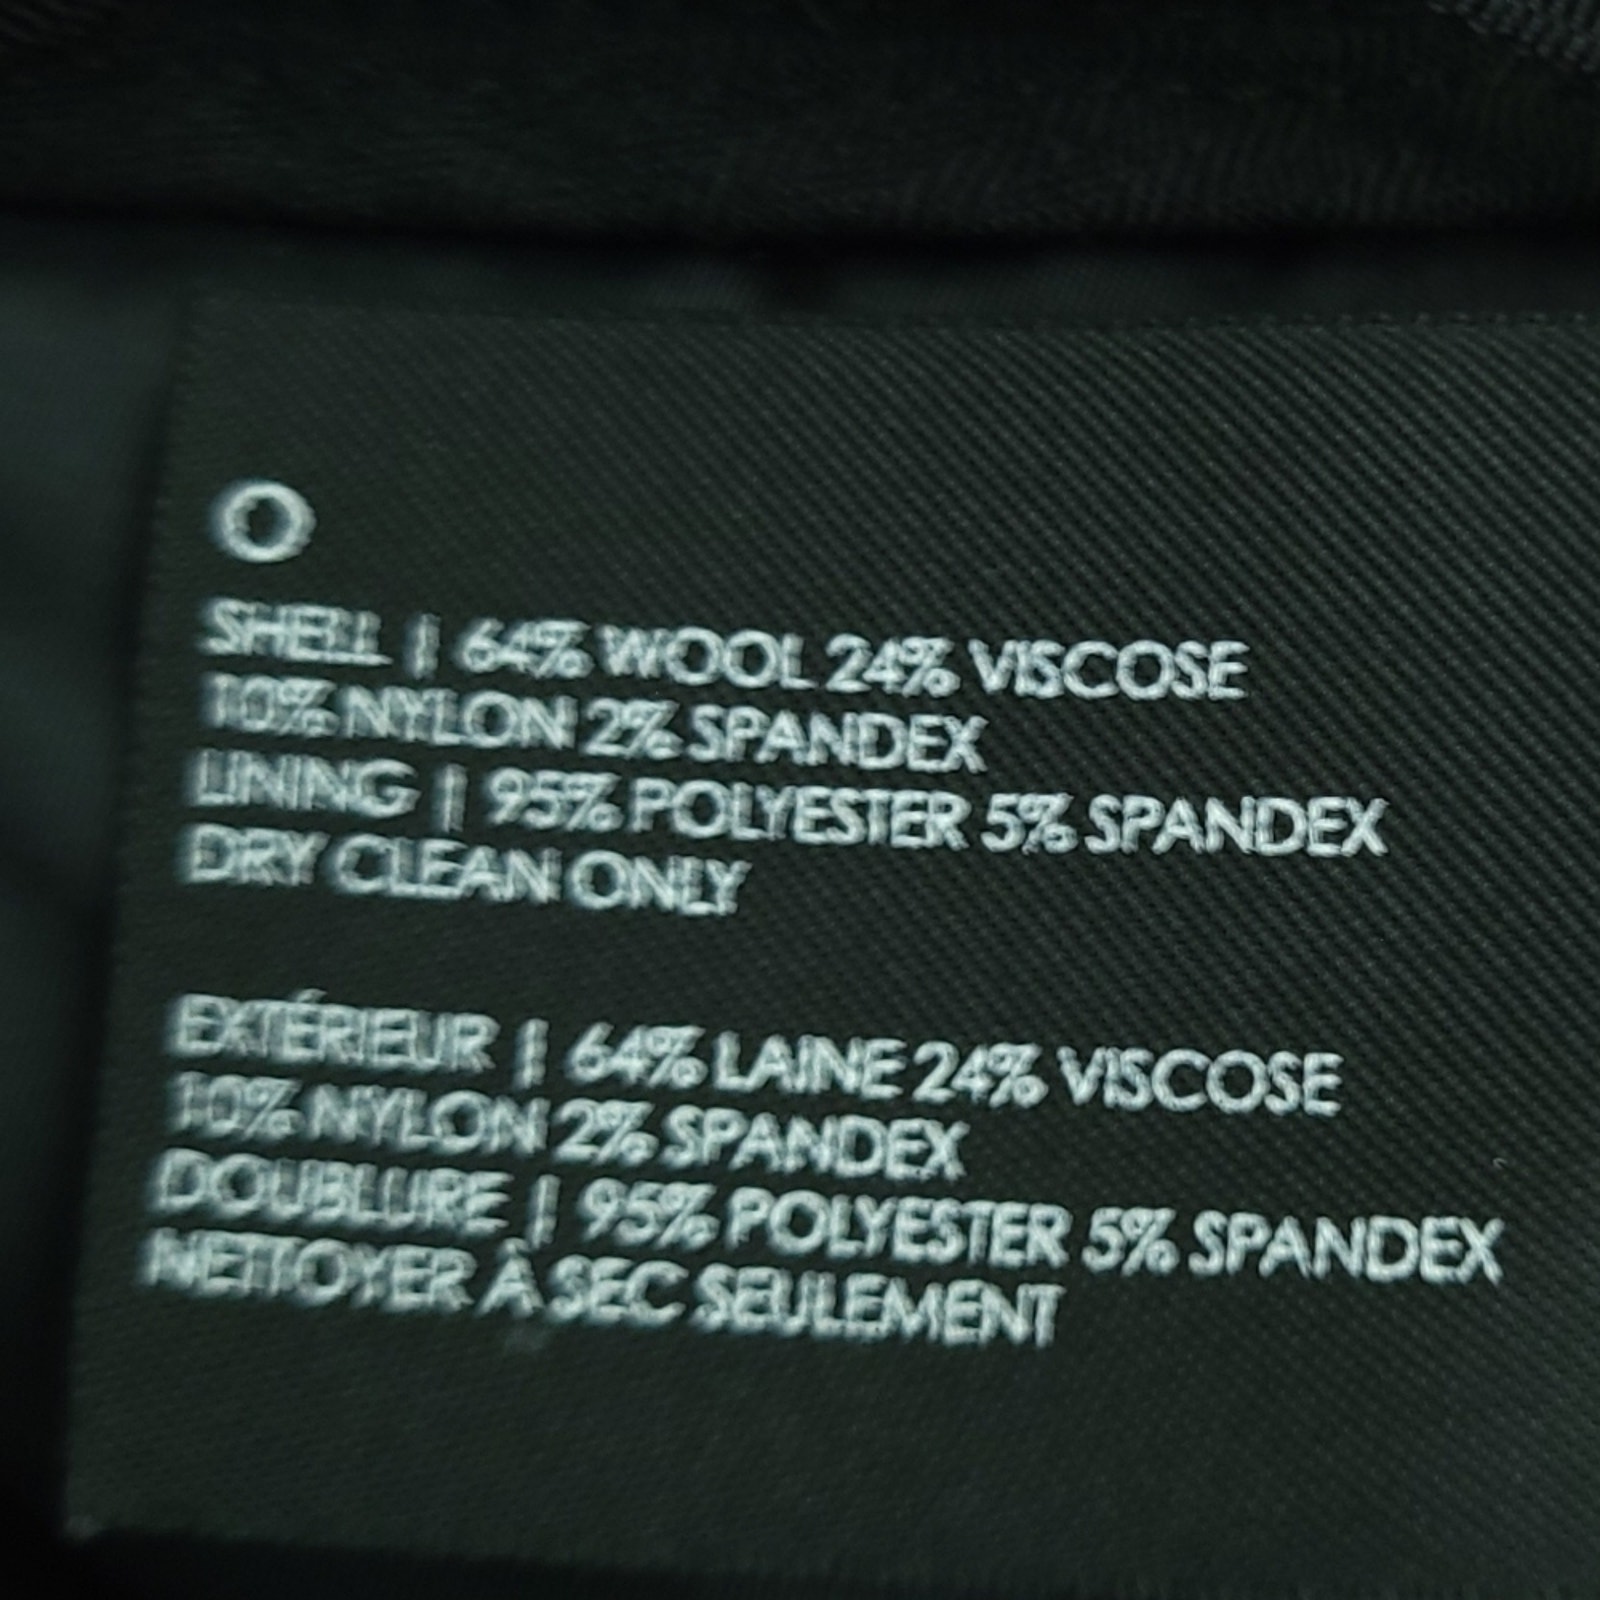 0
SHELL | 64% WOOL 24% VISCOSE
10% NYLON 2% SPANDEX
LINING | 95% POLYESTER 5% SPANDEX
DRY CLEAN ONLY
EXTÉRIEUR | 64% LAINE 24% VISCOSE
10% NYLON 2% SPANDEX
DOUBLURE | 95% POLYESTER 5% SPANDEX
NETTOYER À SEC SEULEMENT